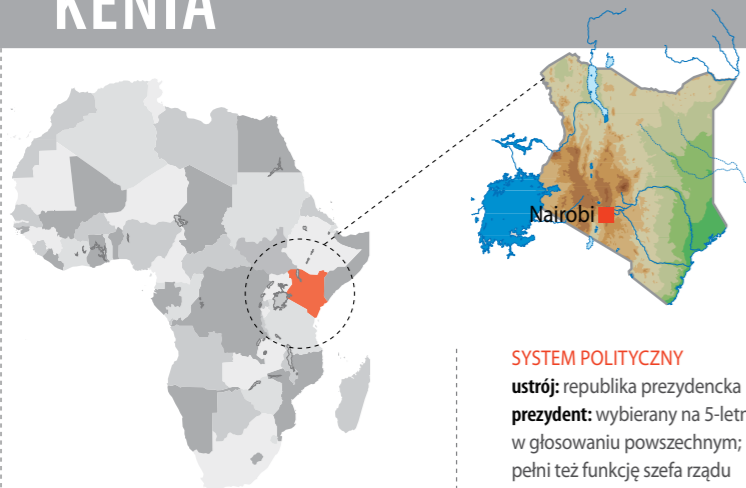 KENIA
Nairobi
SYSTEM POLITYCZNY
ustrój: republika prezydencka
prezydent: wybierany na 5-letn
w głosowaniu powszechnym;
pełni też funkcję szefa rządu